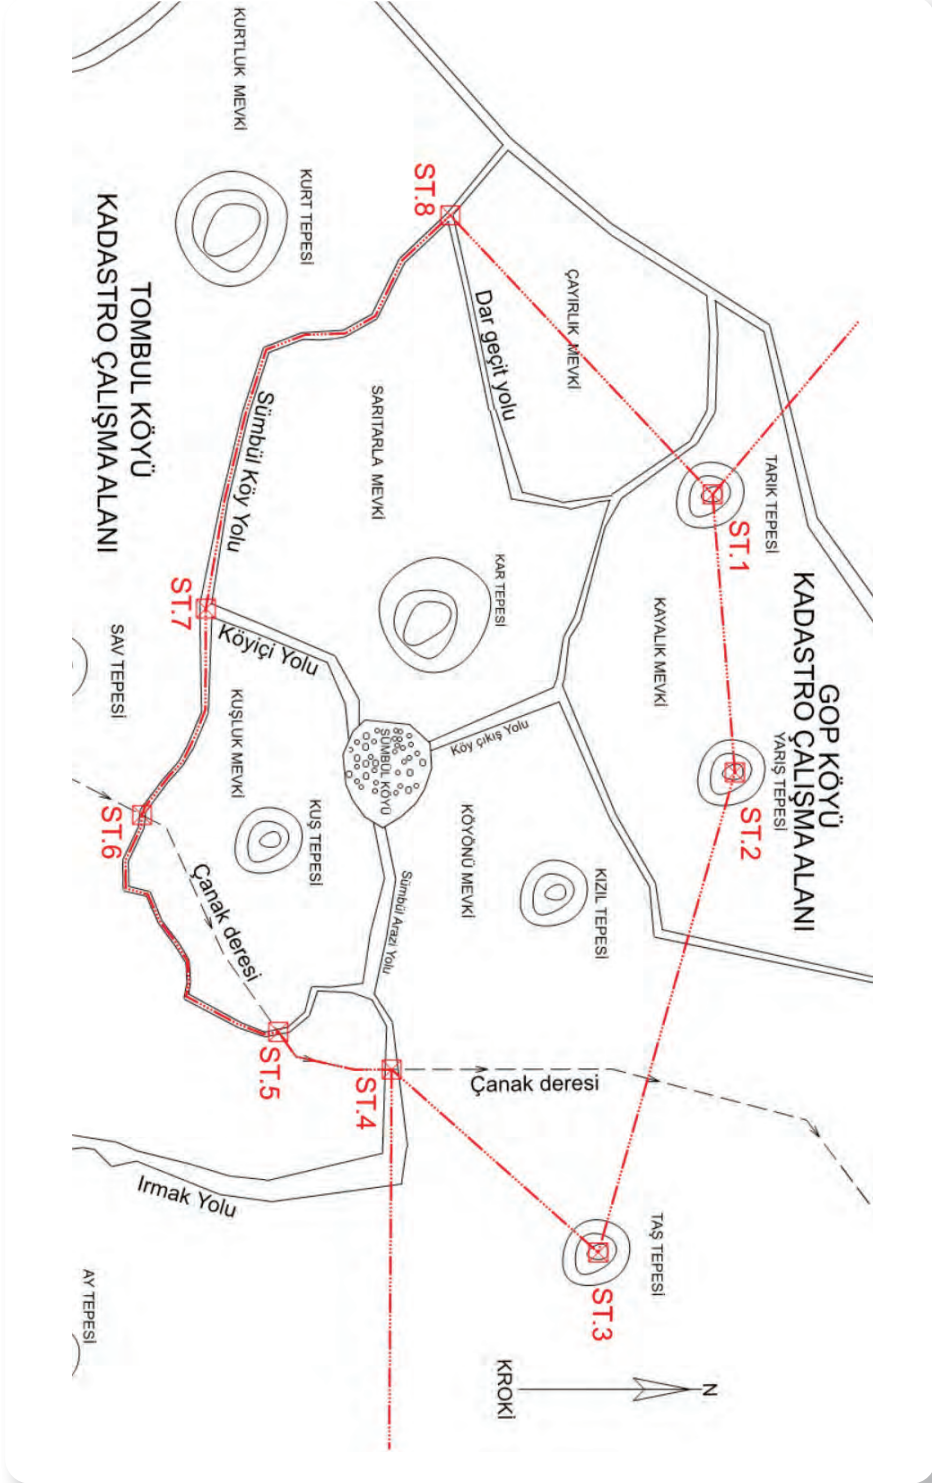 GOP KÖYÜ
KADASTRO ÇALIŞMA ALANI
TARIK TEPESİ
YARIŞ TEPESİ
ST.1
ST.2
N
KAYALIK MEVKİ
TAŞ TEPESİ
ST.3
KIZIL TEPESİ
ÇAYIRLIK MEVKİ
Dar geçit yolu
KAR TEPESİ
Köy çıkış Yolu
KÖYÖNÜ MEVKİ
Çanak deresi
KROKİ
ST.8
SARITARLA MEVKİ
SÜMBÜL KÖYÜ
Sümbül Arazi Yolu
ST.4
KURT TEPESİ
KUŞ TEPESİ
Sümbül Köy Yolu
Köyiçi Yolu
ST.5
KURTLUK MEVKİ
KUŞLUK MEVKİ
Çanak deresi
Irmak Yolu
ST.7
TOMBUL KÖYÜ
KADASTRO ÇALIŞMA ALANI
SAV TEPESİ
ST.6
AY TEPESİ